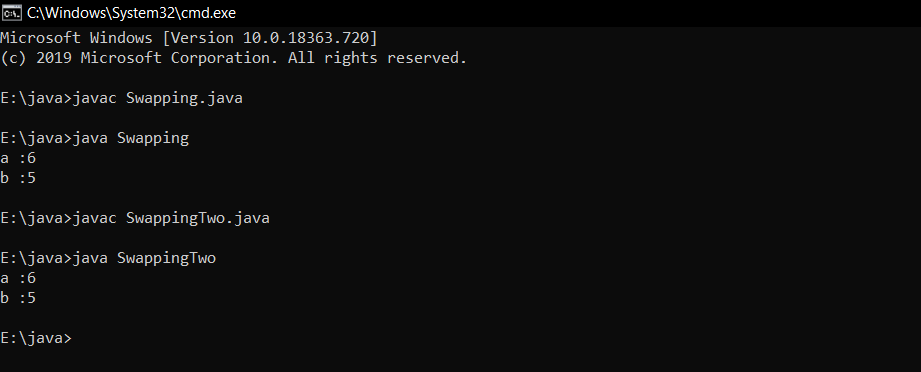 C:\Windows\System32\cmd.exe
Microsoft Windows [Version 10.0.18363.720]
(c) 2019 Microsoft Corporation. All rights reserved.
E:\java>javac Swapping.java
E:\java>java Swapping
a :6
b :5
E:\java>javac SwappingTwo.java
E:\java>java SwappingTwo
a :6
b :5
E:\java>